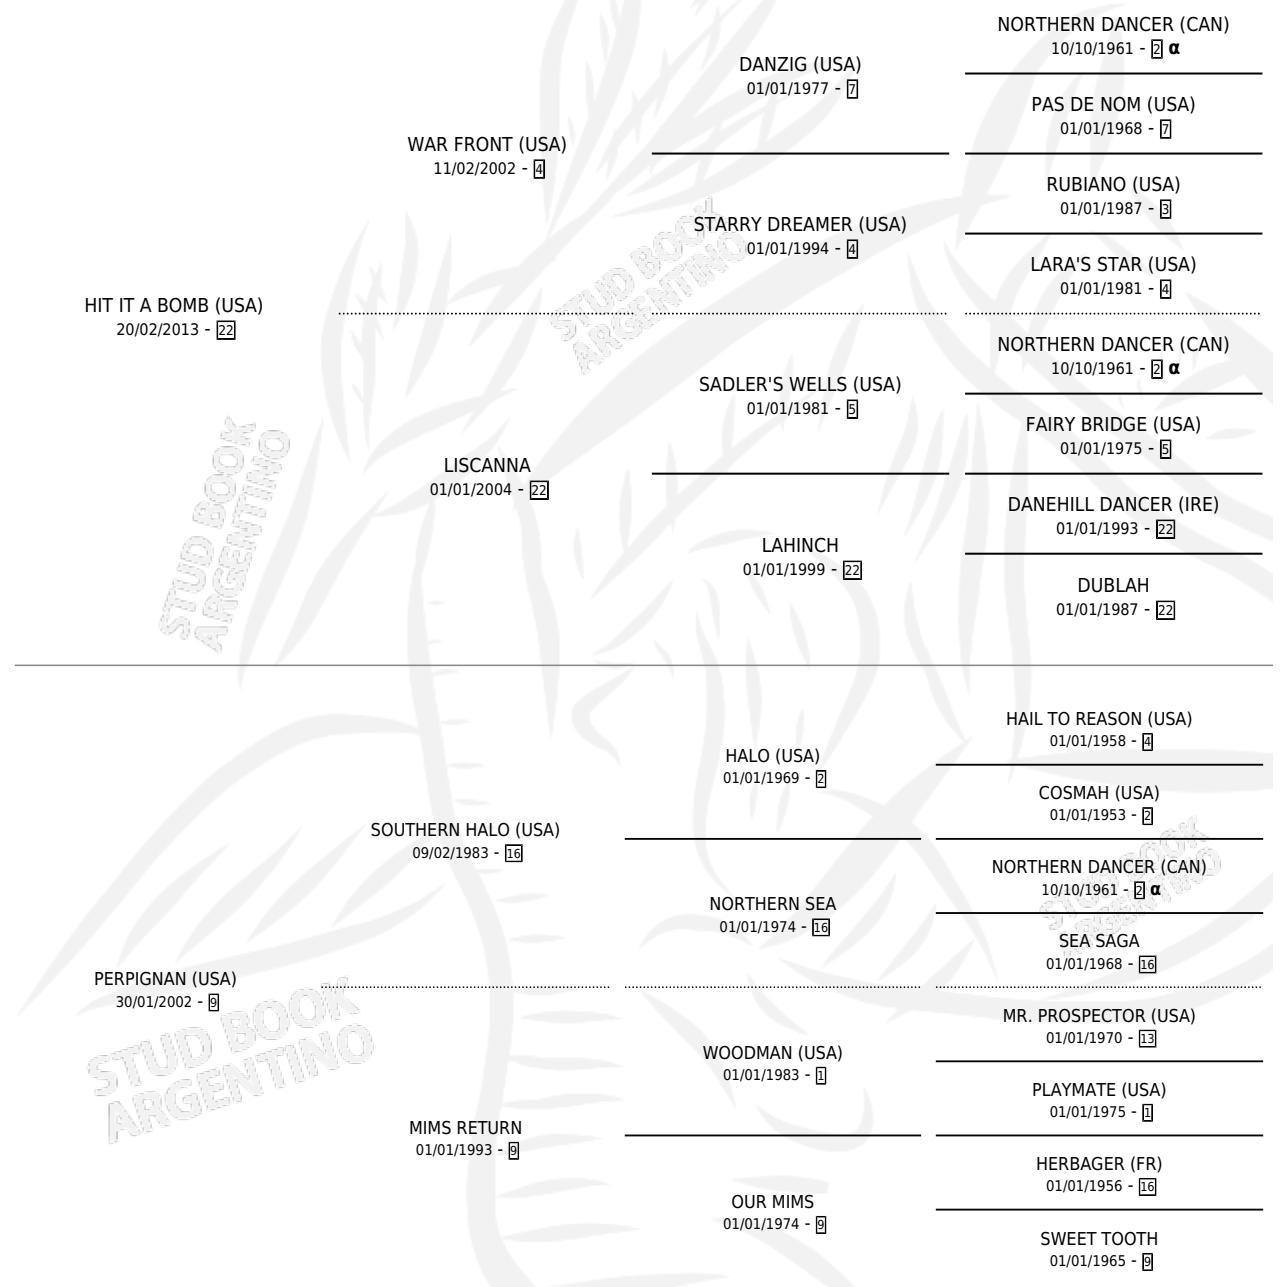 NORTHERN DANCER (CAN)
10/10/1961 - 2 α
DANZIG (USA)
01/01/1977 - 7
PAS DE NOM (USA)
01/01/1968 - 7
WAR FRONT (USA)
11/02/2002 - 4
RUBIANO (USA)
01/01/1987 - 3
STARRY DREAMER (USA)
01/01/1994 - 4
LARA'S STAR (USA)
01/01/1981 - 4
HIT IT A BOMB (USA)
20/02/2013 - 22
NORTHERN DANCER (CAN)
10/10/1961 - 2 α
SADLER'S WELLS (USA)
01/01/1981 - 5
FAIRY BRIDGE (USA)
01/01/1975 - 5
LISCANNA
01/01/2004 - 22
DANEHILL DANCER (IRE)
01/01/1993 - 22
LAHINCH
01/01/1999 - 22
DUBLAH
01/01/1987 - 22
HAIL TO REASON (USA)
01/01/1958 - 4
HALO (USA)
01/01/1969 - 2
COSMAH (USA)
01/01/1953 - 2
SOUTHERN HALO (USA)
09/02/1983 - 16
NORTHERN DANCER (CAN)
10/10/1961 - 2 α
NORTHERN SEA
01/01/1974 - 16
SEA SAGA
01/01/1968 - 16
PERPIGNAN (USA)
30/01/2002 - 9
MR. PROSPECTOR (USA)
01/01/1970 - 13
WOODMAN (USA)
01/01/1983 - 1
PLAYMATE (USA)
01/01/1975 - 1
MIMS RETURN
01/01/1993 - 9
HERBAGER (FR)
01/01/1956 - 16
OUR MIMS
01/01/1974 - 9
SWEET TOOTH
01/01/1965 - 9
STUD BOOK
ARGENTINO
STUD BOOK
ARGENTINO
STUD BOOK
ARGENTINO
STUD BOOK
ARGENTINO